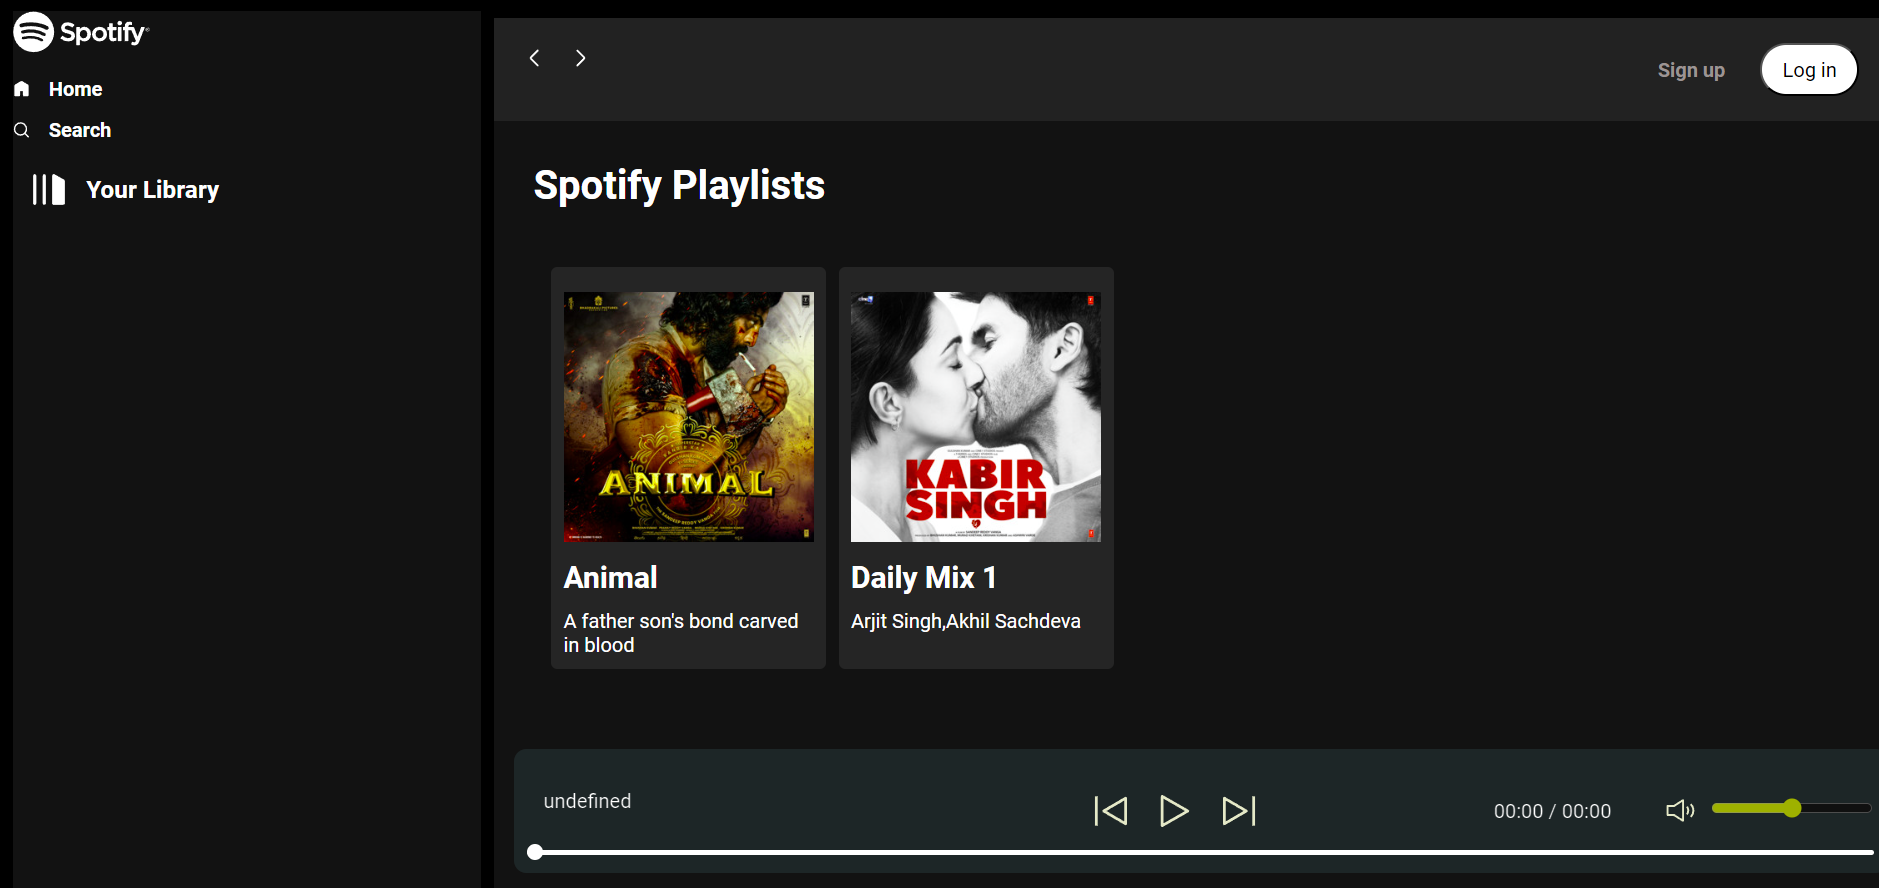 Spotify
Home
Search
Your Library
Sign up
Log in
Spotify Playlists
ANIMAL
Animal
A father son's bond carved
in blood
KABIR
SINGH
Daily Mix 1
Arjit Singh,Akhil Sachdeva
undefined
00:00 / 00:00